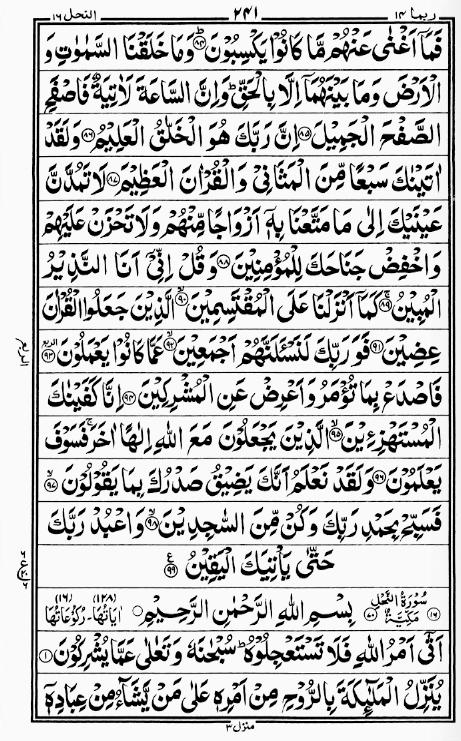 ربما ١٤ ٢٤١ النحل ١٦
فَمَآ اَغْنٰى عَنْهُمْ مَّا كَانُوْا يَكْسِبُوْنَ ؕ﴿٨٤﴾ وَمَا خَلَقْنَا السَّمٰوٰتِ وَ
الْاَرْضَ وَمَا بَيْنَهُمَآ اِلَّا بِالْحَقِّ ؕ وَاِنَّ السَّاعَةَ لَاٰتِيَةٌ فَاصْفَحِ
الصَّفْحَ الْجَمِيْلَ ﴿٨٥﴾ اِنَّ رَبَّكَ هُوَ الْخَلّٰقُ الْعَلِيْمُ ﴿٨٦﴾ وَلَقَدْ
اٰتَيْنٰكَ سَبْعًا مِّنَ الْمَثَانِيْ وَالْقُرْاٰنَ الْعَظِيْمَ ﴿٨٧﴾ لَا تَمُدَّنَّ
عَيْنَيْكَ اِلٰى مَا مَتَّعْنَا بِهٖٓ اَزْوَاجًا مِّنْهُمْ وَلَا تَحْزَنْ عَلَيْهِمْ
وَاخْفِضْ جَنَاحَكَ لِلْمُؤْمِنِيْنَ ﴿٨٨﴾ وَقُلْ اِنِّيْٓ اَنَا النَّذِيْرُ
الْمُبِيْنُ ۚ﴿٨٩﴾ كَمَآ اَنْزَلْنَا عَلَى الْمُقْتَسِمِيْنَ ۙ﴿٩٠﴾ الَّذِيْنَ جَعَلُوا الْقُرْاٰنَ
عِضِيْنَ ﴿٩١﴾ فَوَرَبِّكَ لَنَسْـَٔلَنَّهُمْ اَجْمَعِيْنَ ۙ﴿٩٢﴾ عَمَّا كَانُوْا يَعْمَلُوْنَ ﴿٩٣﴾ الربع
فَاصْدَعْ بِمَا تُؤْمَرُ وَاَعْرِضْ عَنِ الْمُشْرِكِيْنَ ﴿٩٤﴾ اِنَّا كَفَيْنٰكَ
الْمُسْتَهْزِءِيْنَ ۙ﴿٩٥﴾ الَّذِيْنَ يَجْعَلُوْنَ مَعَ اللّٰهِ اِلٰهًا اٰخَرَ ۚ فَسَوْفَ
يَعْلَمُوْنَ ﴿٩٦﴾ وَلَقَدْ نَعْلَمُ اَنَّكَ يَضِيْقُ صَدْرُكَ بِمَا يَقُوْلُوْنَ ۙ﴿٩٧﴾
فَسَبِّحْ بِحَمْدِ رَبِّكَ وَكُنْ مِّنَ السّٰجِدِيْنَ ۙ﴿٩٨﴾ وَاعْبُدْ رَبَّكَ
حَتّٰى يَاْتِيَكَ الْيَقِيْنُ ﴿٩٩﴾ ع
١٦ سُوْرَةُ النَّحْلِ مَكِّيَّةٌ ٧٠ بِسْمِ اللّٰهِ الرَّحْمٰنِ الرَّحِيْمِ ○ اٰيَاتُهَا (١٢٨) رُكُوْعَاتُهَا (١٦)
اَتٰٓى اَمْرُ اللّٰهِ فَلَا تَسْتَعْجِلُوْهُ ؕ سُبْحٰنَهٗ وَتَعٰلٰى عَمَّا يُشْرِكُوْنَ ﴿١﴾
يُنَزِّلُ الْمَلٰٓئِكَةَ بِالرُّوْحِ مِنْ اَمْرِهٖ عَلٰى مَنْ يَّشَآءُ مِنْ عِبَادِهٖٓ
منزل ٣